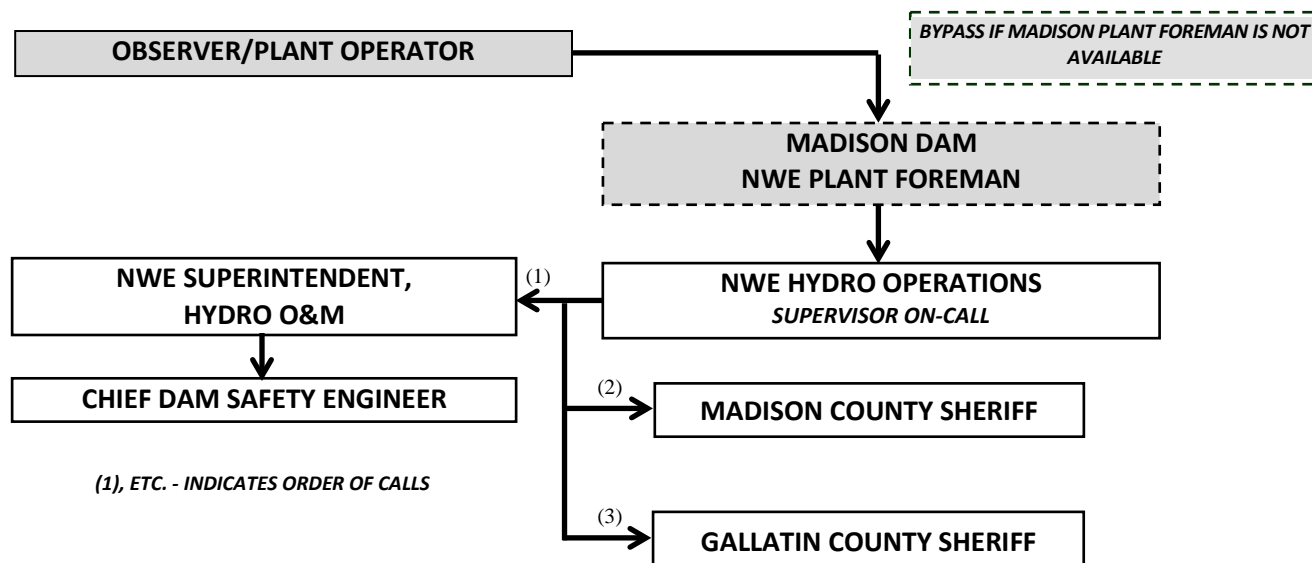 OBSERVER/PLANT OPERATOR
BYPASS IF MADISON PLANT FOREMAN IS NOT
AVAILABLE
MADISON DAM
NWE PLANT FOREMAN
NWE SUPERINTENDENT,
HYDRO O&M
(1)
NWE HYDRO OPERATIONS
SUPERVISOR ON-CALL
CHIEF DAM SAFETY ENGINEER
(2)
MADISON COUNTY SHERIFF
(1), ETC. - INDICATES ORDER OF CALLS
(3)
GALLATIN COUNTY SHERIFF